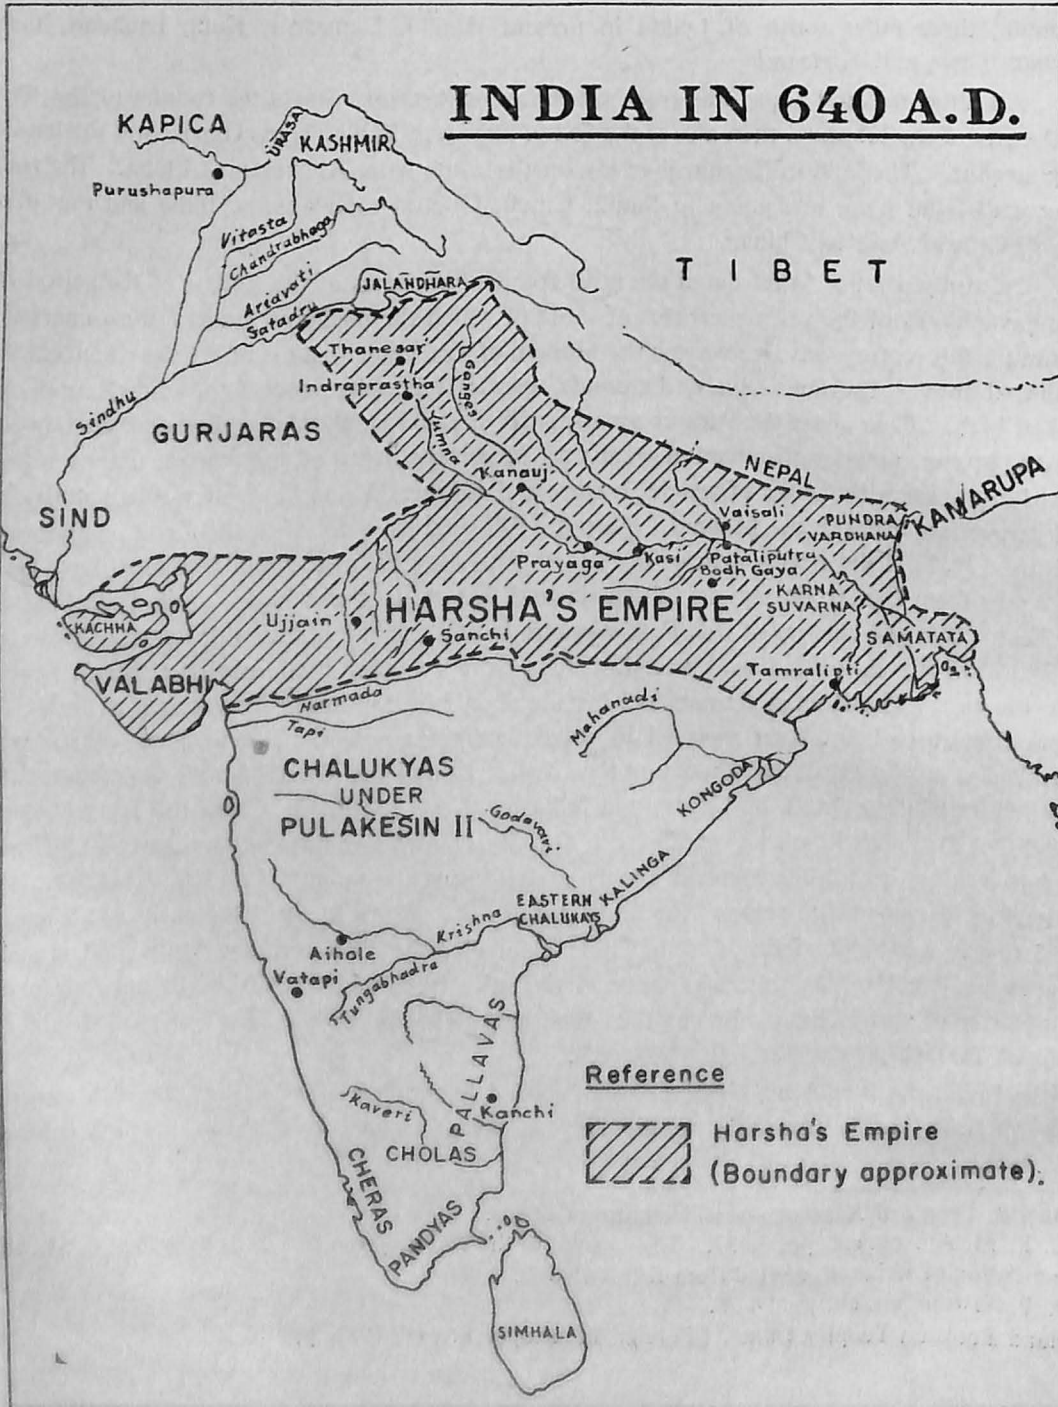 INDIA IN 640 A.D.
KAPICA
URASA
KASHMIR
Purushapura
Vitasta
Chandrabhaga
TIBET
Ariavati
JALANDHARA
Satadru
Thanesar
Indraprastha
Ganges
Sindhu
Yumna
GURJARAS
Kanauj
NEPAL
KAMARUPA
SIND
Vaisali
PUNDRA
VARDHANA
Prayaga
Kasi
Pataliputra
Bodh Gaya
KARNA
SUVARNA
HARSHA'S EMPIRE
Ujjain
Sanchi
KACHHA
SAMATATA
VALABHI
Tamralipti
Narmada
Tapi
Mahanadi
CHALUKYAS
UNDER
PULAKESIN II
KONGODA
Godavari
KALINGA
EASTERN
CHALUKAYS
Krishna
Aihole
Vatapi
Tungabhadra
PALLAVAS
Reference
Kaveri
Kanchi
Harsha's Empire
(Boundary approximate).
CHOLAS
CHERAS
PANDYAS
SIMHALA